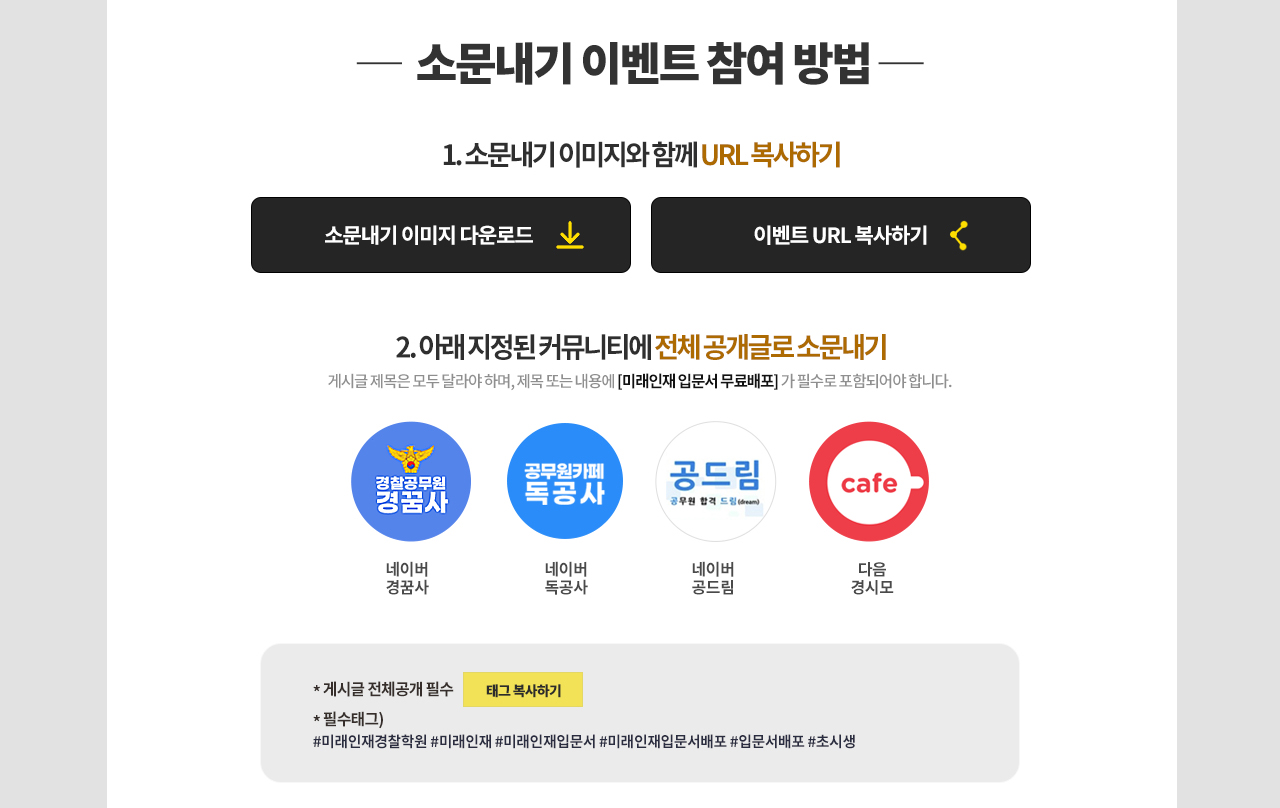 소문내기 이벤트 참여 방법
1. 소문내기 이미지와 함께 URL 복사하기
소문내기 이미지 다운로드
이벤트 URL 복사하기
2. 아래 지정된 커뮤니티에 전체 공개글로 소문내기
게시글 제목은 모두 달라야 하며, 제목 또는 내용에 [미래인재 입문서 무료배포] 가 필수로 포함되어야 합니다.
경찰공무원
경꿈사
공무원카페
독공사
공드림
공무원 합격 드림(dream)
cafe
네이버
경꿈사
네이버
독공사
네이버
공드림
다음
경시모
* 게시글 전체공개 필수
태그 복사하기
* 필수태그)
#미래인재경찰학원 #미래인재 #미래인재입문서 #미래인재입문서배포 #입문서배포 #초시생